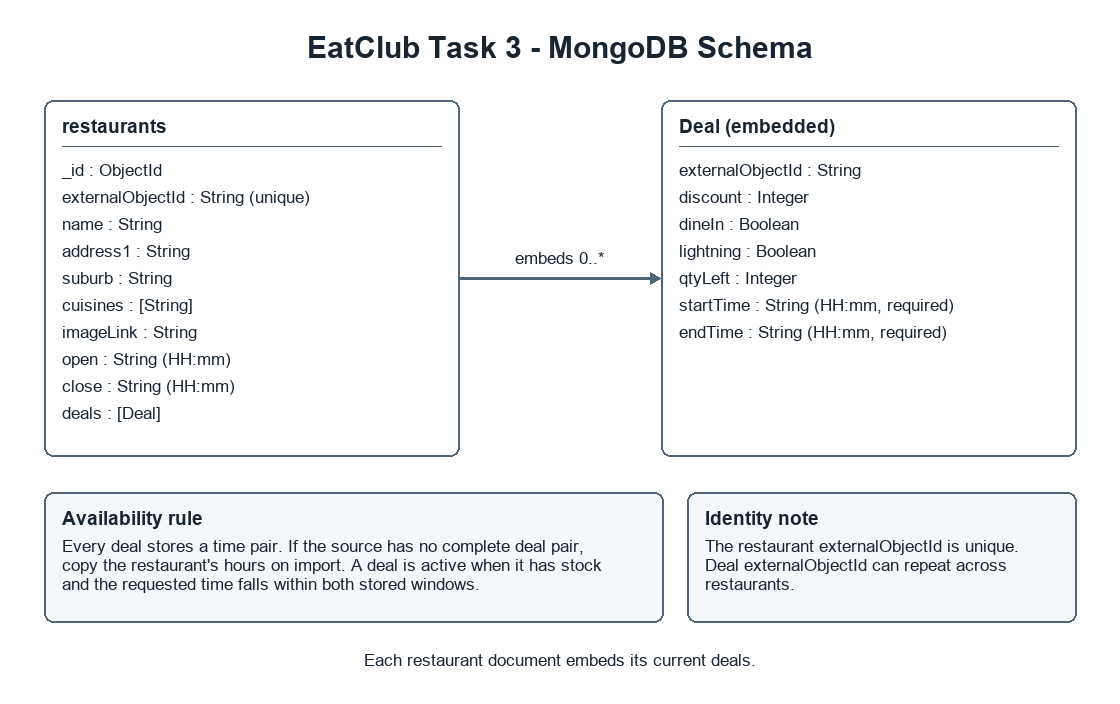 EatClub Task 3 - MongoDB Schema
restaurants
_id : ObjectId
externalObjectId : String (unique)
name : String
address1 : String
suburb : String
cuisines : [String]
imageLink : String
open : String (HH:mm)
close : String (HH:mm)
deals : [Deal]
embeds 0..*
Deal (embedded)
externalObjectId : String
discount : Integer
dineIn : Boolean
lightning : Boolean
qtyLeft : Integer
startTime : String (HH:mm, required)
endTime : String (HH:mm, required)
Availability rule
Every deal stores a time pair. If the source has no complete deal pair,
copy the restaurant's hours on import. A deal is active when it has stock
and the requested time falls within both stored windows.
Identity note
The restaurant externalObjectId is unique.
Deal externalObjectId can repeat across
restaurants.
Each restaurant document embeds its current deals.